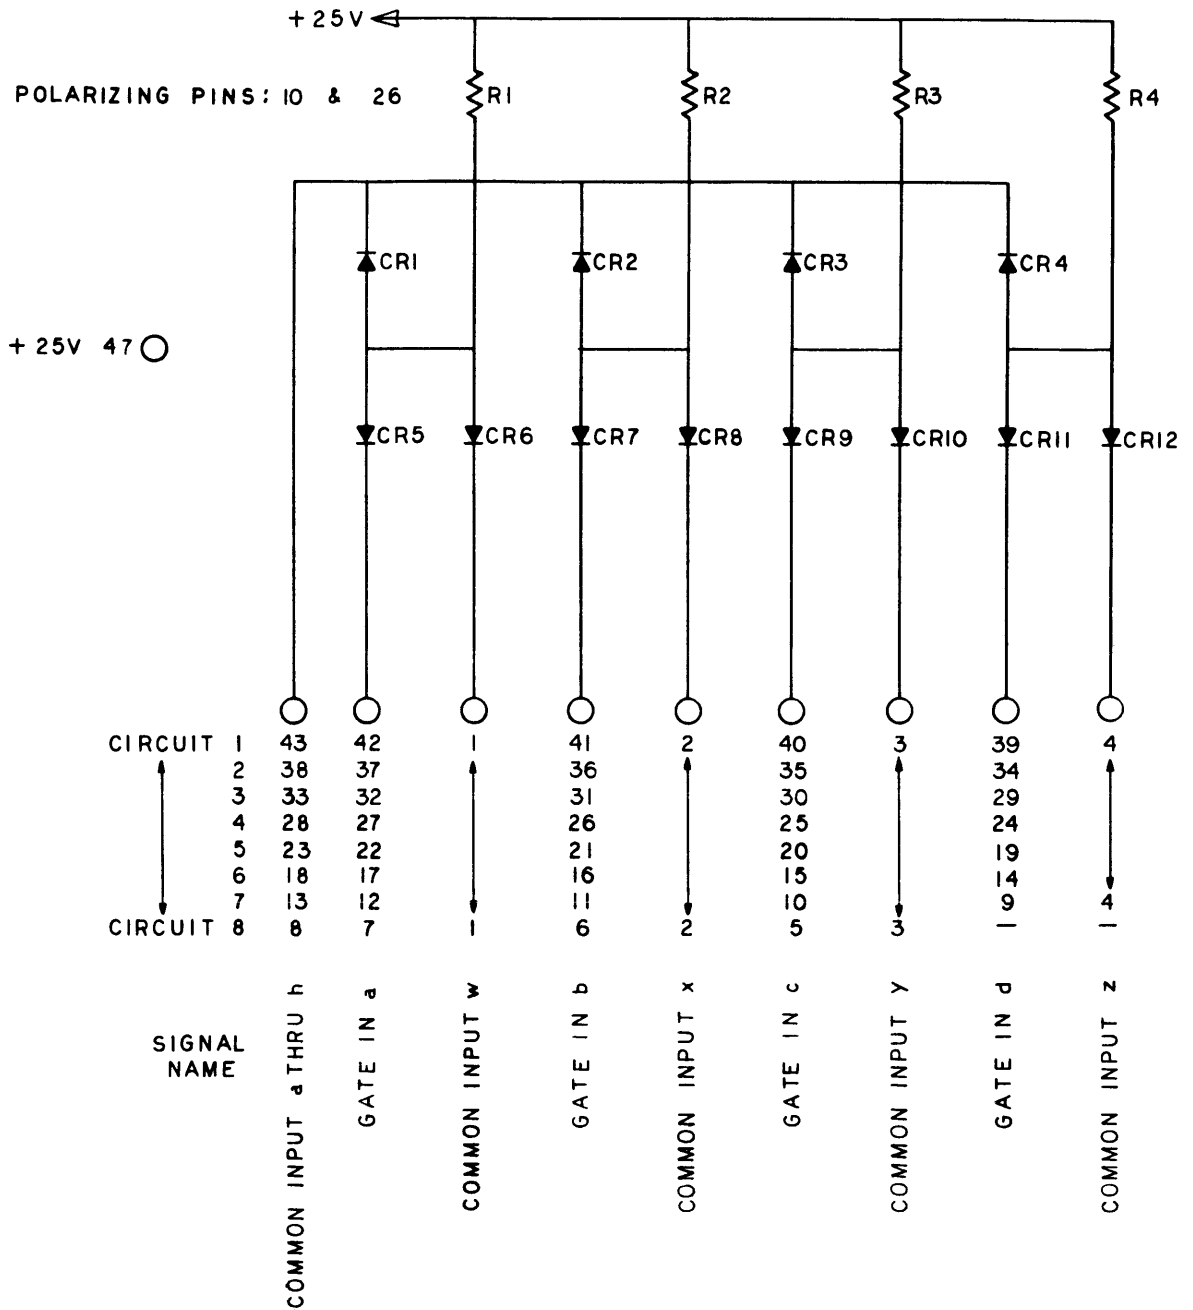 + 25V
POLARIZING PINS: 10 & 26
R1 R2 R3 R4
CR1 CR2 CR3 CR4
+ 25V 47
CR5 CR6 CR7 CR8 CR9 CR10 CR11 CR12
CIRCUIT 1 43 42 1 41 2 40 3 39 4
2 38 37 36 35 34
3 33 32 31 30 29
4 28 27 26 25 24
5 23 22 21 20 19
6 18 17 16 15 14
7 13 12 11 10 9 4
CIRCUIT 8 8 7 1 6 2 5 3 — —
SIGNAL
NAME
COMMON INPUT a THRU h
GATE IN a
COMMON INPUT w
GATE IN b
COMMON INPUT x
GATE IN c
COMMON INPUT y
GATE IN d
COMMON INPUT z